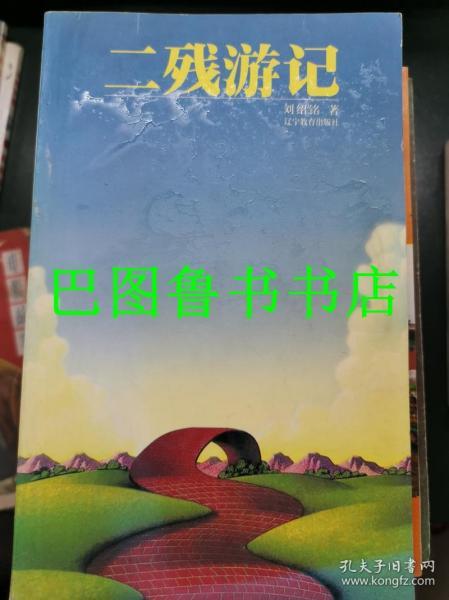 二残游记
刘绍铭 著
辽宁教育出版社
巴图鲁书书店
孔夫子旧书网
www.kongfz.com